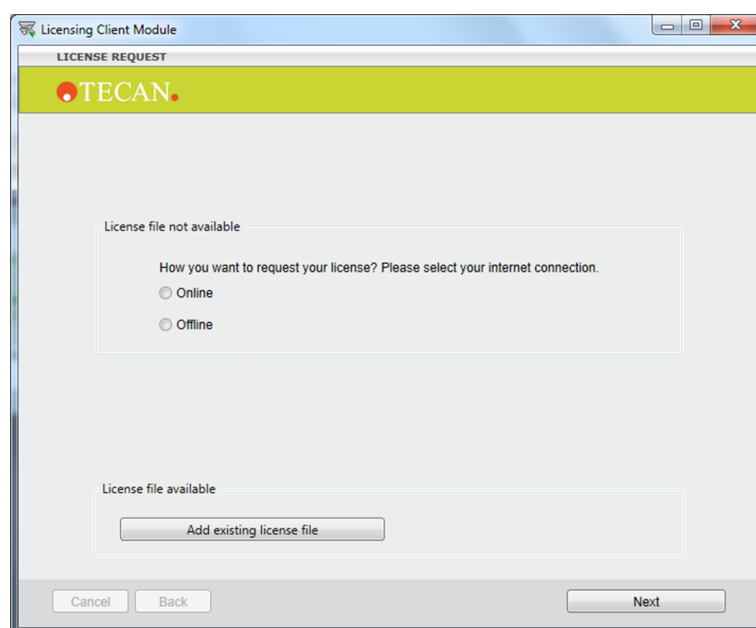 Licensing Client Module
LICENSE REQUEST
TECAN
License file not available
How you want to request your license? Please select your internet connection.
Online
Offline
License file available
Add existing license file
Cancel Back Next